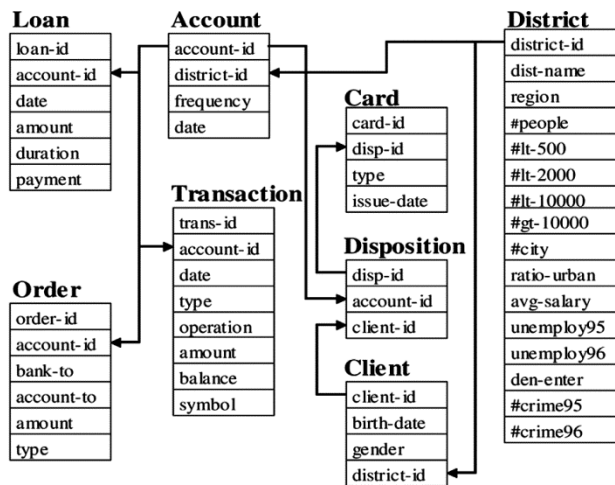 Loan
loan-id
account-id
date
amount
duration
payment
Account
account-id
district-id
frequency
date
District
district-id
dist-name
region
#people
#lt-500
#lt-2000
#lt-10000
#gt-10000
#city
ratio-urban
avg-salary
unemploy95
unemploy96
den-enter
#crime95
#crime96
Card
card-id
disp-id
type
issue-date
Transaction
trans-id
account-id
date
type
operation
amount
balance
symbol
Disposition
disp-id
account-id
client-id
Order
order-id
account-id
bank-to
account-to
amount
type
Client
client-id
birth-date
gender
district-id